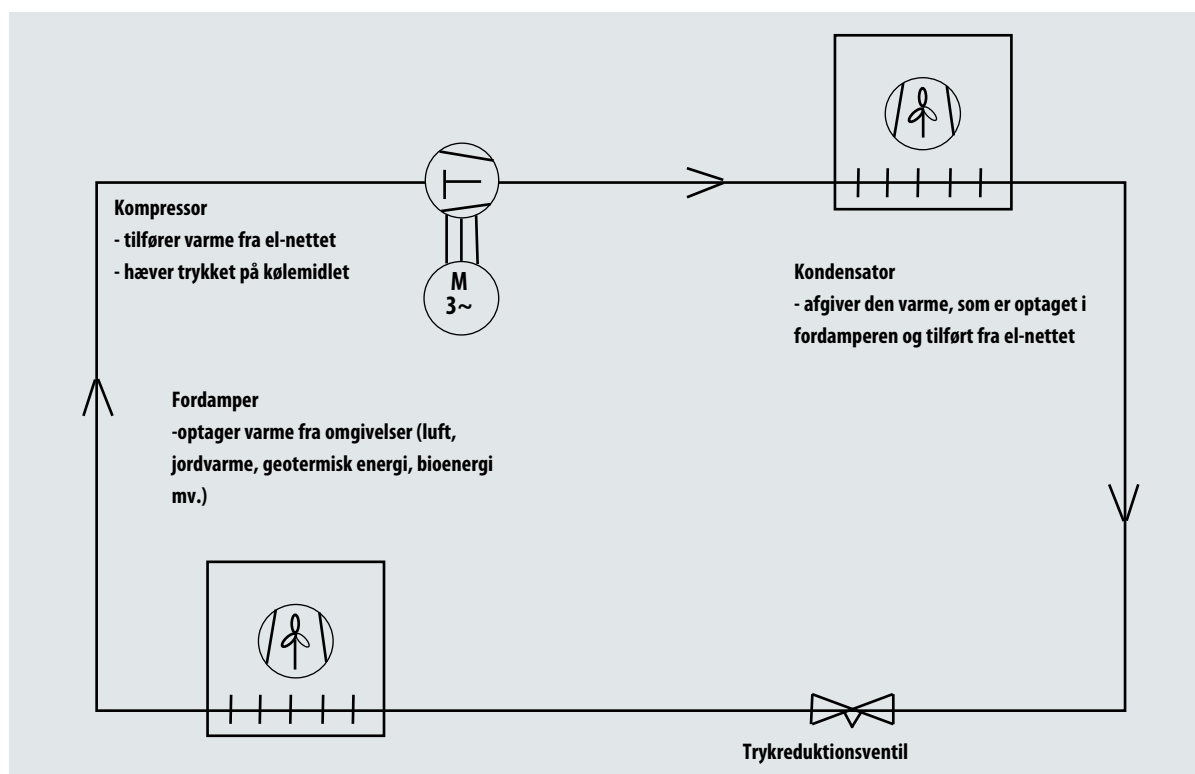 Kompressor
- tilfører varme fra el-nettet
- hæver trykket på kølemidlet
M
3~
Kondensator
- afgiver den varme, som er optaget i
fordamperen og tilført fra el-nettet
Fordamper
-optager varme fra omgivelser (luft,
jordvarme, geotermisk energi, bioenergi
mv.)
Trykreduktionsventil